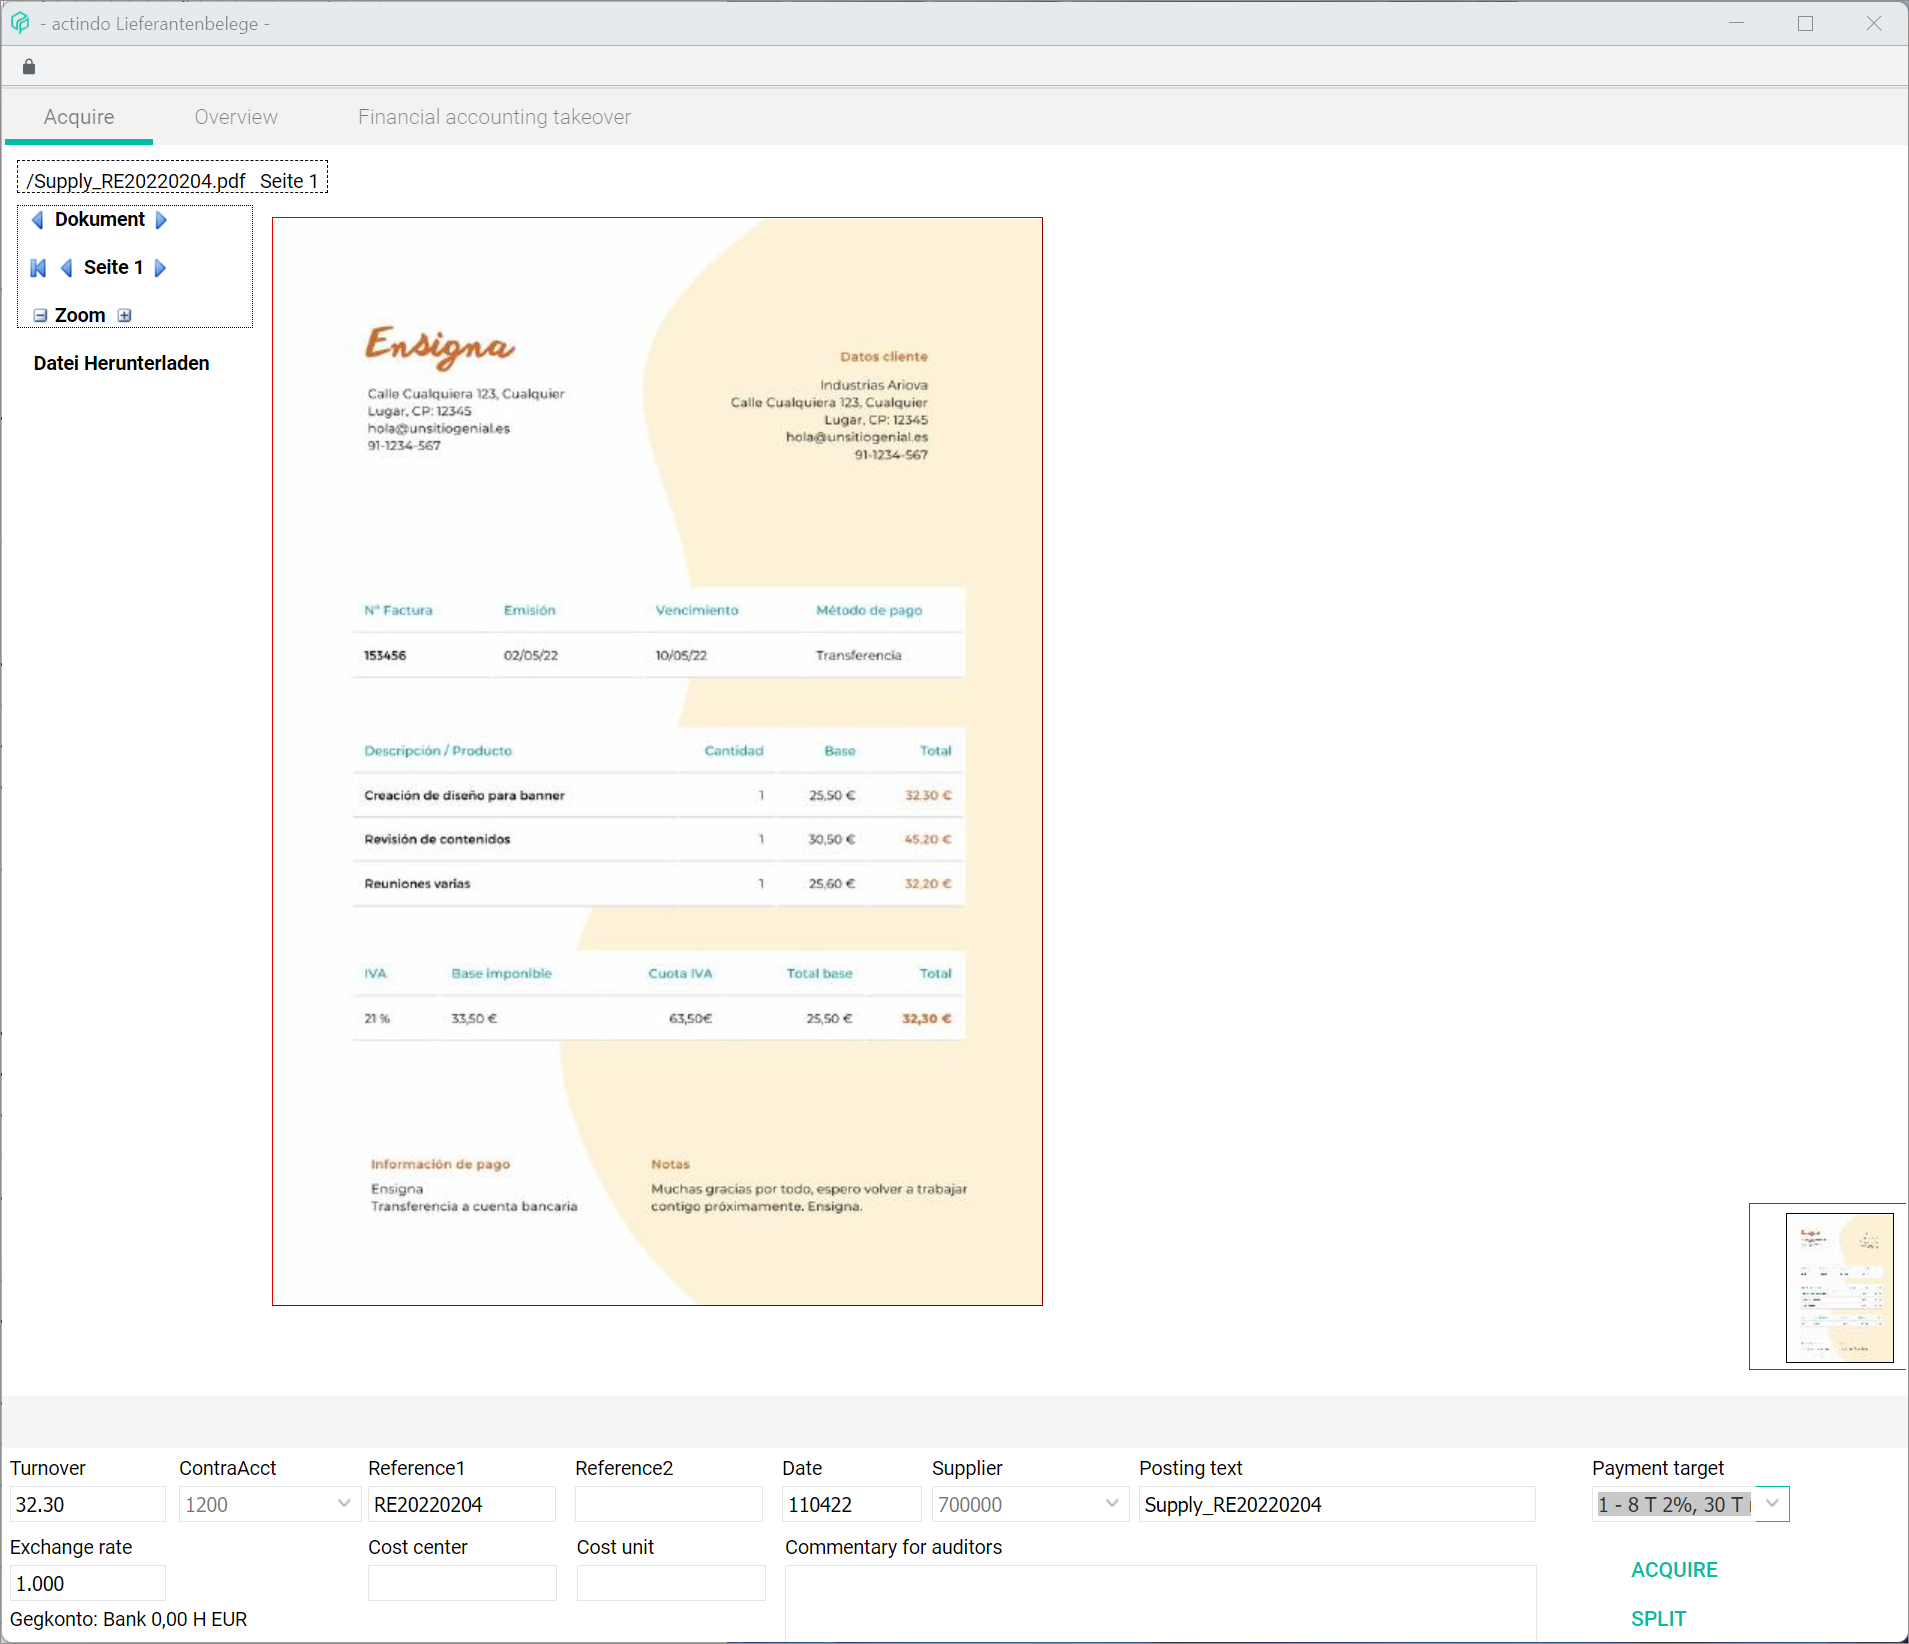 - actindo Lieferantenbelege -
Acquire Overview Financial accounting takeover
/Supply_RE20220204.pdf Seite 1
Dokument
Seite 1
Zoom
Datei Herunterladen
Ensigna
Calle Cualquiera 123, Cualquier
Lugar, CP: 12345
hola@unsitiogenial.es
91-1234-567
Datos cliente
Industrias Ariova
Calle Cualquiera 123, Cualquier
Lugar, CP: 12345
hola@unsitiogenial.es
91-1234-567
Nº Factura Emisión Vencimiento Método de pago
153456 02/05/22 10/05/22 Transferencia
Descripción / Producto Cantidad Base Total
Creación de diseño para banner 1 25,50 € 32.30 €
Revisión de contenidos 1 30,50 € 45,20 €
Reuniones varias 1 25,60 € 32,20 €
IVA Base imponible Cuota IVA Total base Total
21 % 33,50 € 63,50€ 25,50 € 32,30 €
Información de pago
Ensigna
Transferencia a cuenta bancaria
Notas
Muchas gracias por todo, espero volver a trabajar
contigo próximamente. Ensigna.
Turnover ContraAcct Reference1 Reference2 Date Supplier Posting text Payment target
32.30 1200 RE20220204 110422 700000 Supply_RE20220204 1 - 8 T 2%, 30 T
Exchange rate Cost center Cost unit Commentary for auditors
1.000
ACQUIRE
Gegkonto: Bank 0,00 H EUR
SPLIT